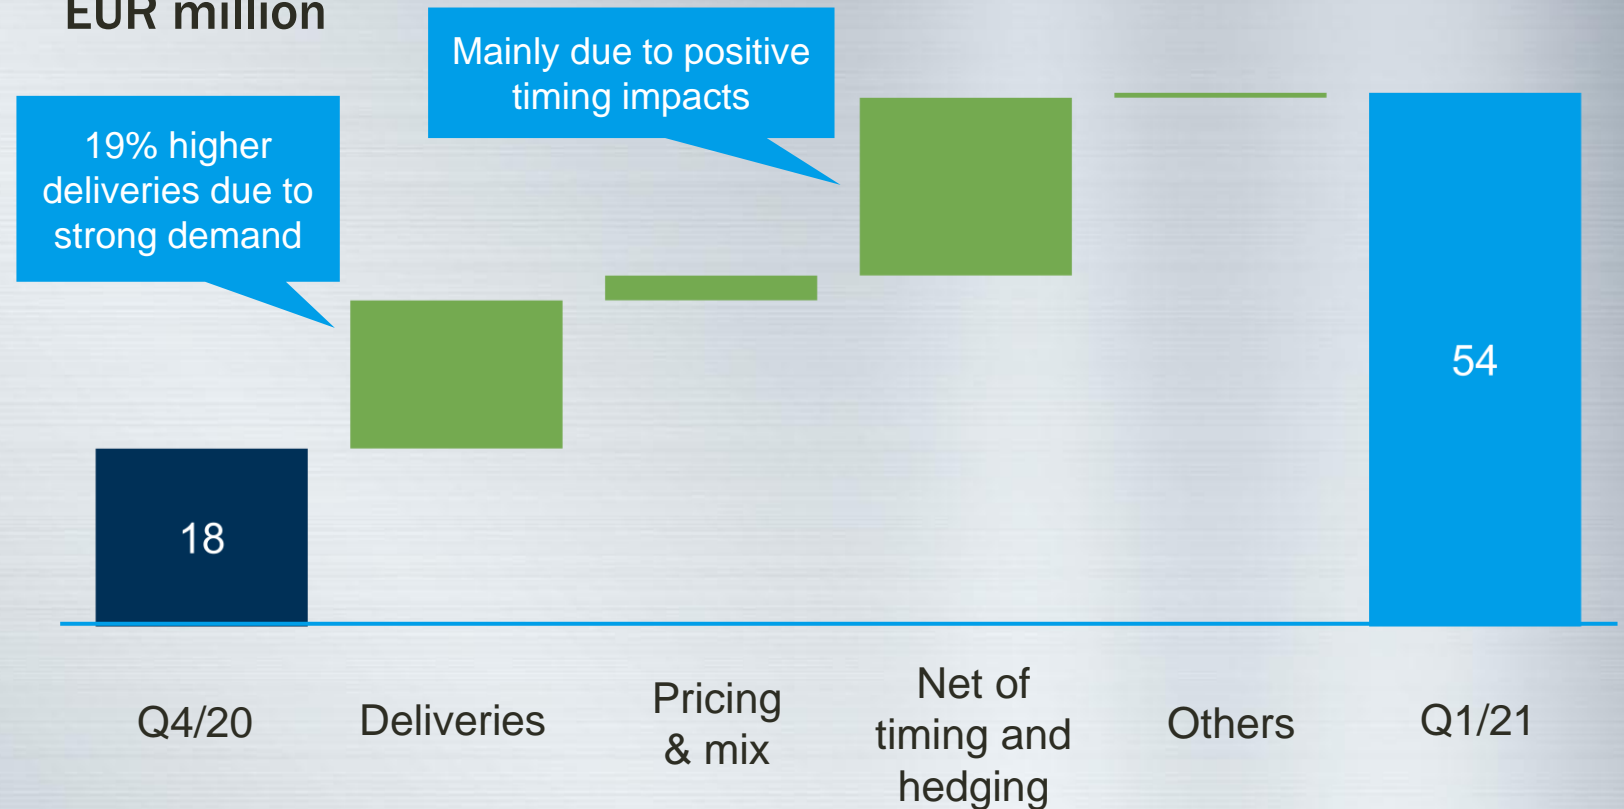 EUR million
Mainly due to positive
timing impacts
19% higher
deliveries due to
strong demand
54
18
Q4/20
Deliveries
Pricing
& mix
Net of
timing and
hedging
Others
Q1/21